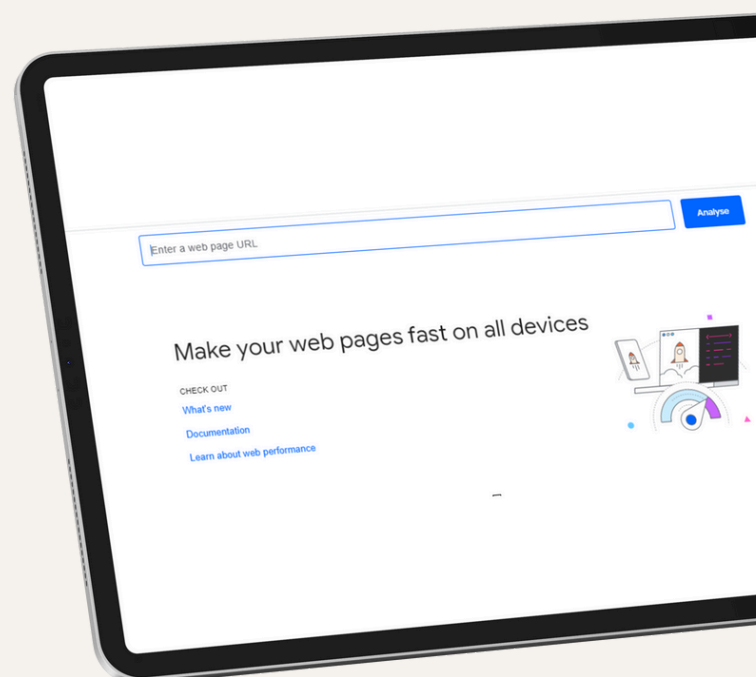 Enter a web page URL
Analyse
Make your web pages fast on all devices
CHECK OUT
What's new
Documentation
Learn about web performance